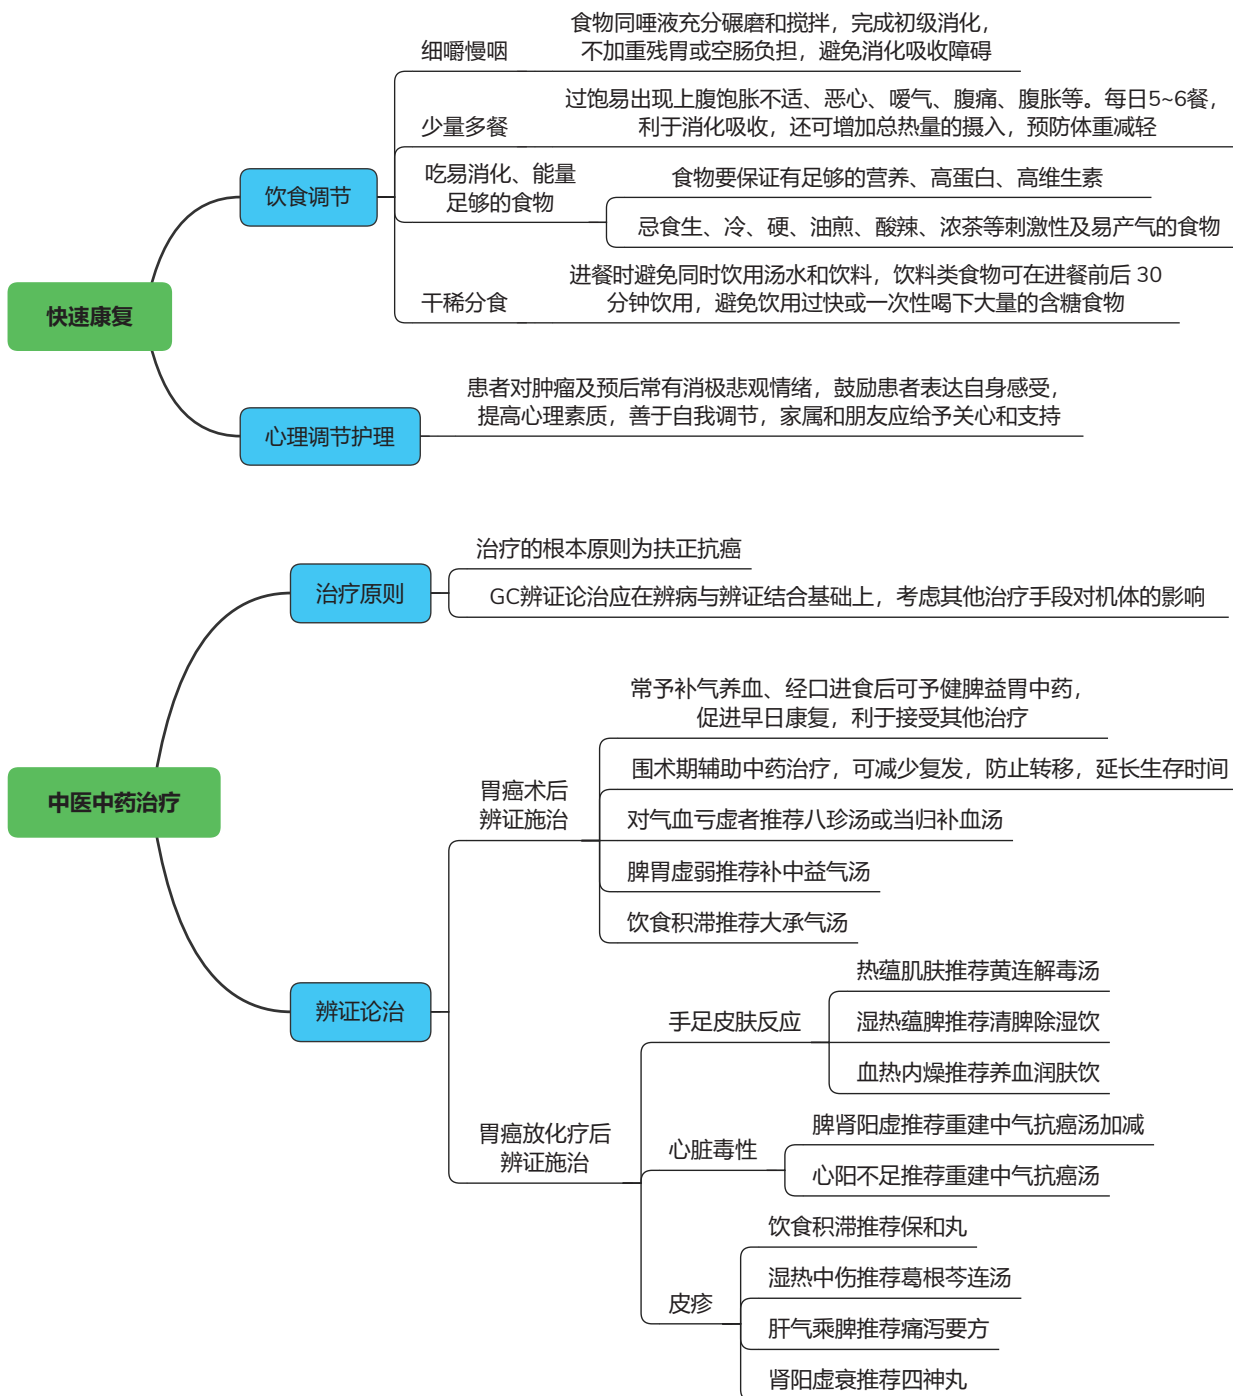 快速康复
饮食调节
细嚼慢咽
食物同唾液充分碾磨和搅拌，完成初级消化，
不加重残胃或空肠负担，避免消化吸收障碍
少量多餐
过饱易出现上腹饱胀不适、恶心、嗳气、腹痛、腹胀等。每日5~6餐，
利于消化吸收，还可增加总热量的摄入，预防体重减轻
吃易消化、能量
足够的食物
食物要保证有足够的营养、高蛋白、高维生素
忌食生、冷、硬、油煎、酸辣、浓茶等刺激性及易产气的食物
干稀分食
进餐时避免同时饮用汤水和饮料，饮料类食物可在进餐前后 30
分钟饮用，避免饮用过快或一次性喝下大量的含糖食物
心理调节护理
患者对肿瘤及预后常有消极悲观情绪，鼓励患者表达自身感受，
提高心理素质，善于自我调节，家属和朋友应给予关心和支持
中医中药治疗
治疗原则
治疗的根本原则为扶正抗癌
GC辨证论治应在辨病与辨证结合基础上，考虑其他治疗手段对机体的影响
辨证论治
胃癌术后
辨证施治
常予补气养血、经口进食后可予健脾益胃中药，
促进早日康复，利于接受其他治疗
围术期辅助中药治疗，可减少复发，防止转移，延长生存时间
对气血亏虚者推荐八珍汤或当归补血汤
脾胃虚弱推荐补中益气汤
饮食积滞推荐大承气汤
胃癌放化疗后
辨证施治
手足皮肤反应
热蕴肌肤推荐黄连解毒汤
湿热蕴脾推荐清脾除湿饮
血热内燥推荐养血润肤饮
心脏毒性
脾肾阳虚推荐重建中气抗癌汤加减
心阳不足推荐重建中气抗癌汤
皮疹
饮食积滞推荐保和丸
湿热中伤推荐葛根芩连汤
肝气乘脾推荐痛泻要方
肾阳虚衰推荐四神丸